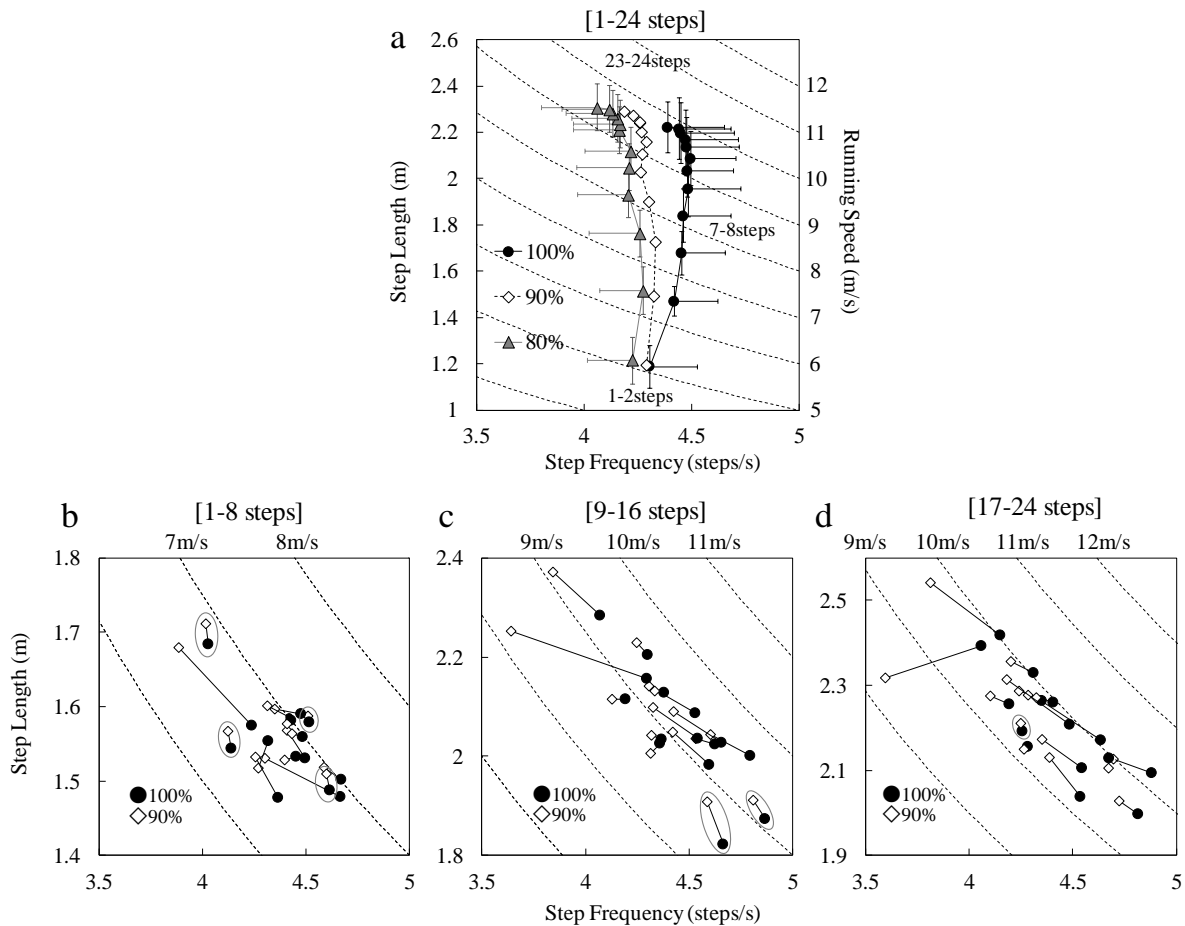 [1-24 steps]
a
2.6
2.4
2.2
2
1.8
1.6
1.4
1.2
1
Step Length (m)
23-24steps
7-8steps
1-2steps
100%
90%
80%
12
11
10
9
8
7
6
5
Running Speed (m/s)
3.5 4 4.5 5
Step Frequency (steps/s)
b [1-8 steps]
7m/s 8m/s
1.8
1.7
1.6
1.5
1.4
Step Length (m)
100%
90%
3.5 4 4.5 5
c [9-16 steps]
9m/s 10m/s 11m/s
2.4
2.2
2
1.8
100%
90%
3.5 4 4.5 5
Step Frequency (steps/s)
d [17-24 steps]
9m/s 10m/s 11m/s 12m/s
2.5
2.3
2.1
1.9
100%
90%
3.5 4 4.5 5
Step Frequency (steps/s)